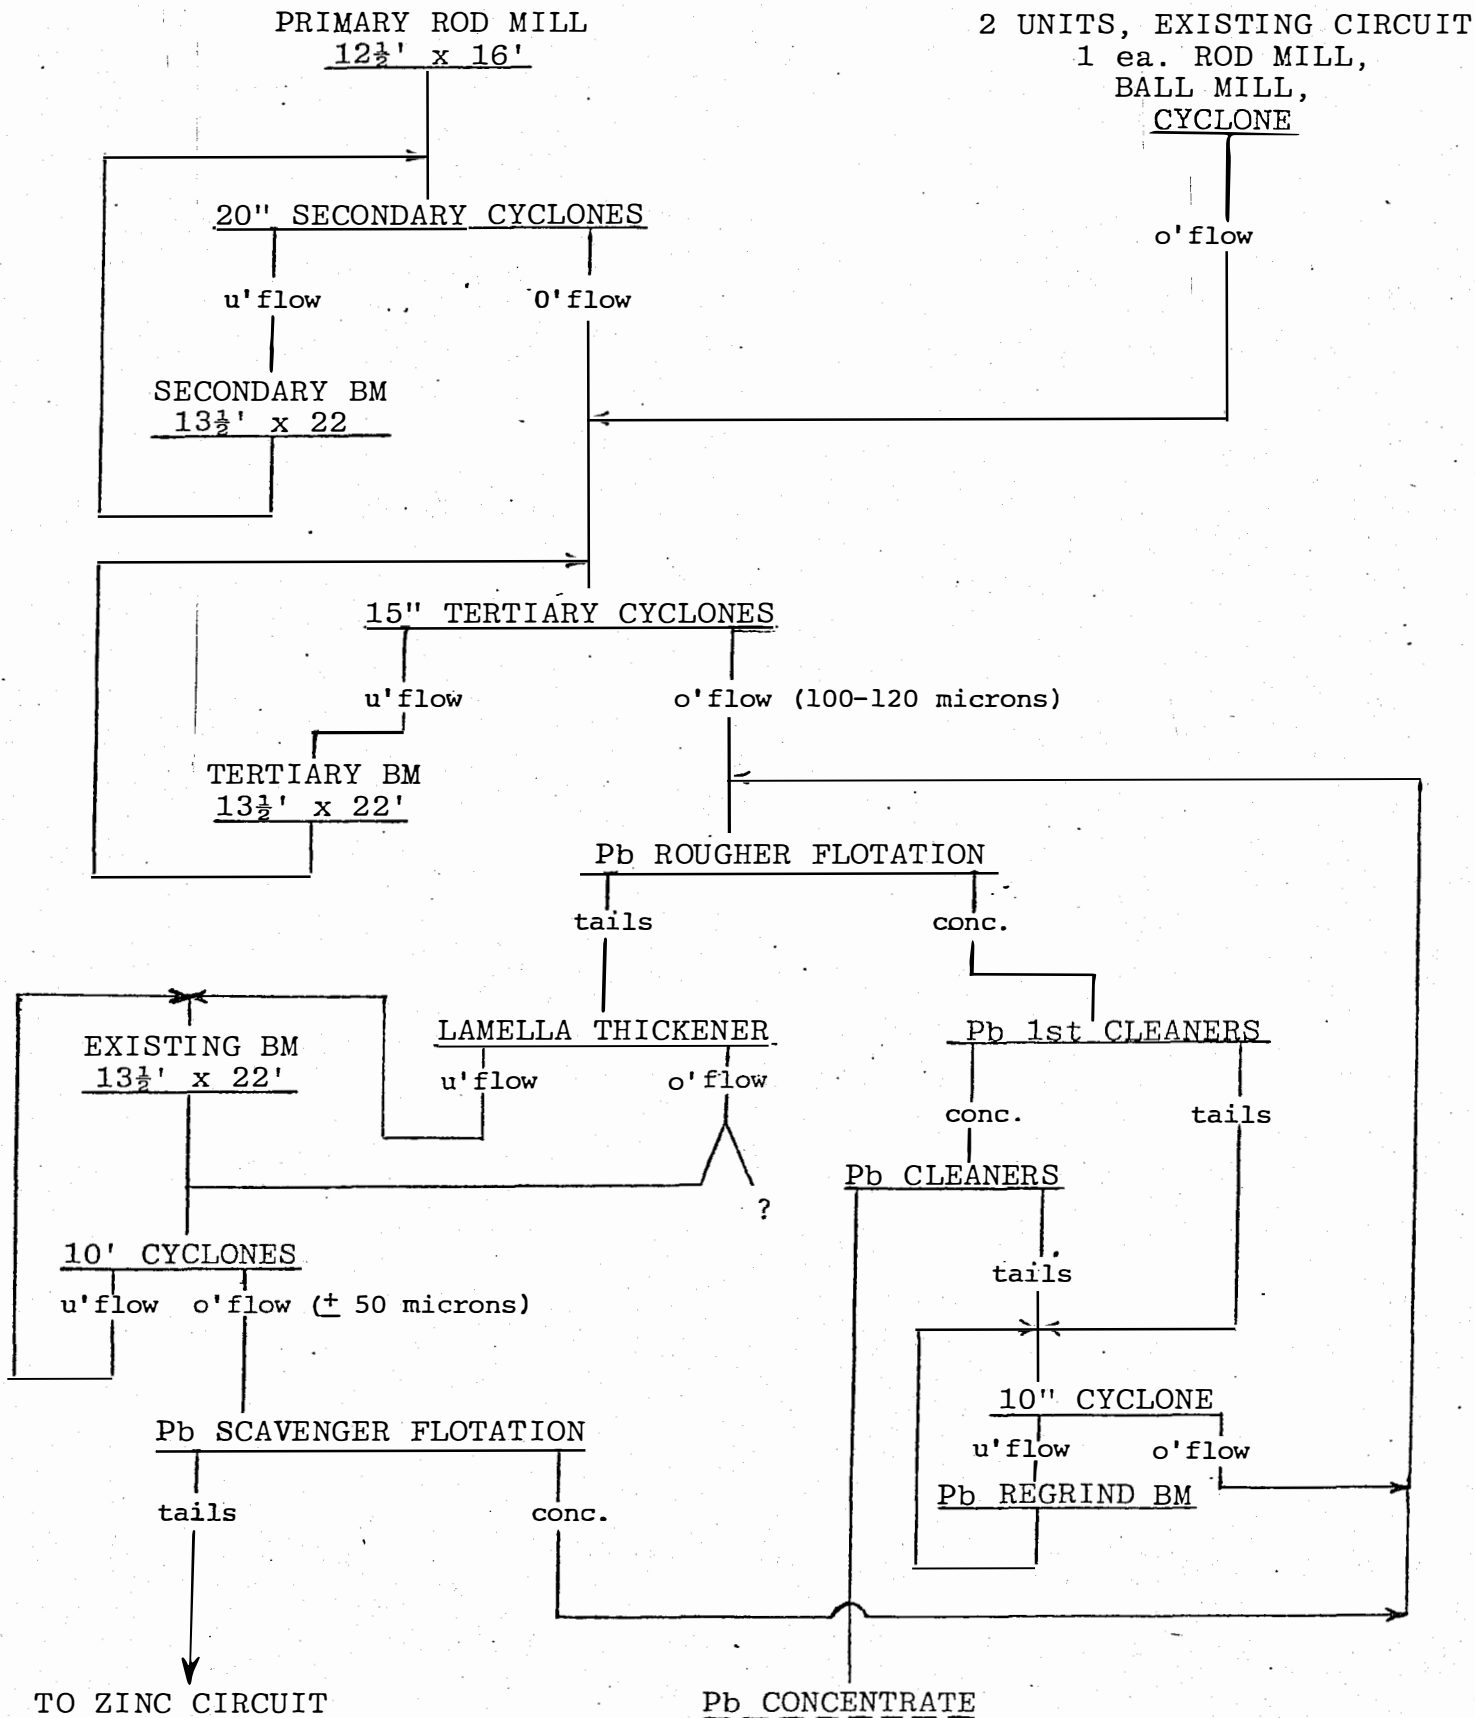 PRIMARY ROD MILL
12½' x 16'
2 UNITS, EXISTING CIRCUIT
1 ea. ROD MILL,
BALL MILL,
CYCLONE
20" SECONDARY CYCLONES
o'flow
u'flow
O'flow
SECONDARY BM
13½' x 22
15" TERTIARY CYCLONES
u'flow
o'flow (100-120 microns)
TERTIARY BM
13½' x 22'
Pb ROUGHER FLOTATION
tails
conc.
LAMELLA THICKENER
Pb 1st CLEANERS
EXISTING BM
13½' x 22'
u'flow
o'flow
conc.
tails
Pb CLEANERS
?
10' CYCLONES
tails
u'flow
o'flow (± 50 microns)
10" CYCLONE
Pb SCAVENGER FLOTATION
u'flow
o'flow
Pb REGRIND BM
tails
conc.
TO ZINC CIRCUIT
Pb CONCENTRATE